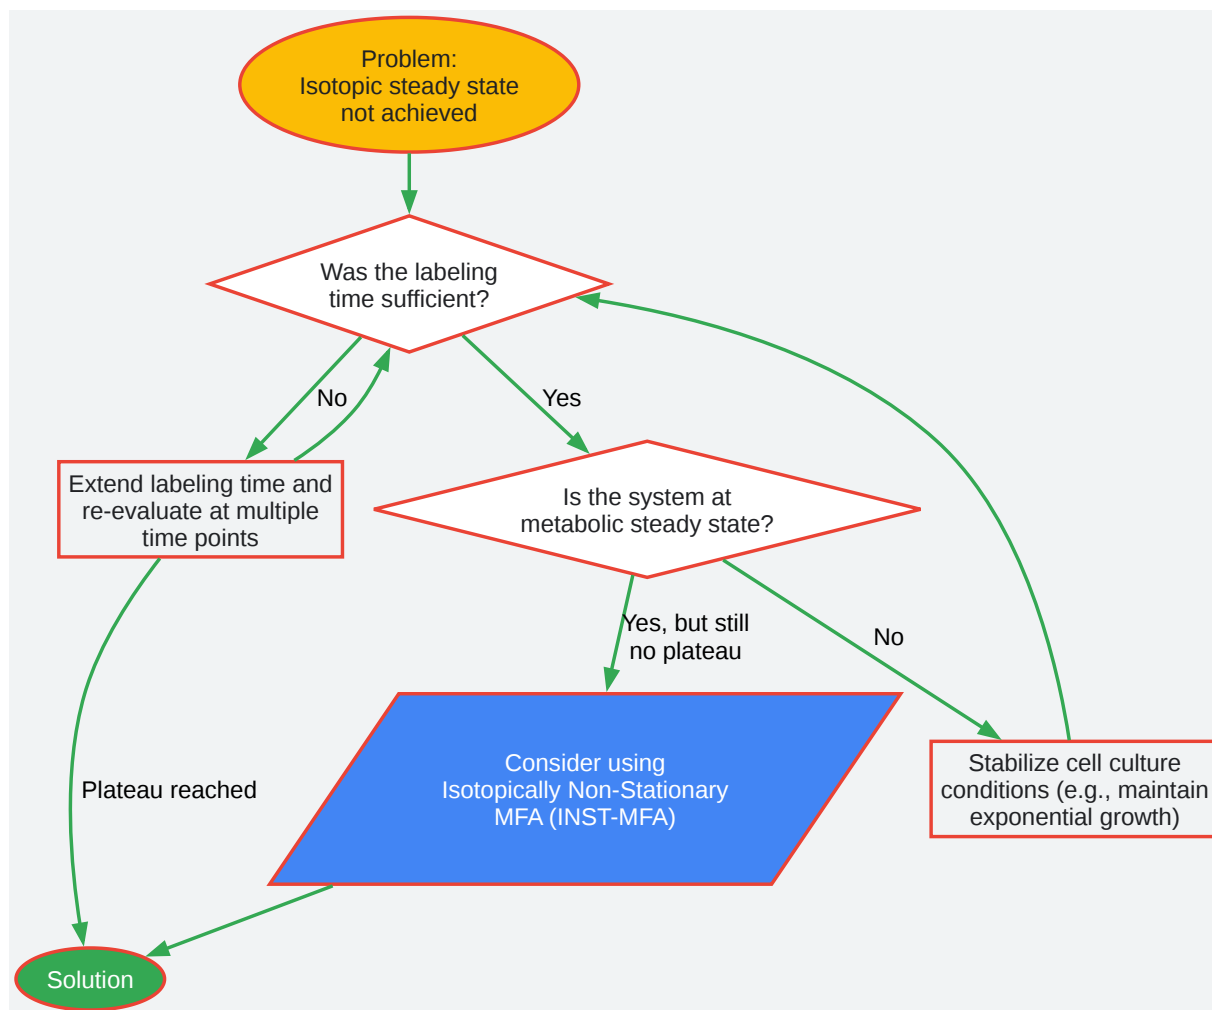 Problem:
Isotopic steady state
not achieved
Was the labeling
time sufficient?
No
Yes
Extend labeling time and
re-evaluate at multiple
time points
Is the system at
metabolic steady state?
Yes, but still
no plateau
No
Plateau reached
Consider using
Isotopically Non-Stationary
MFA (INST-MFA)
Stabilize cell culture
conditions (e.g., maintain
exponential growth)
Solution